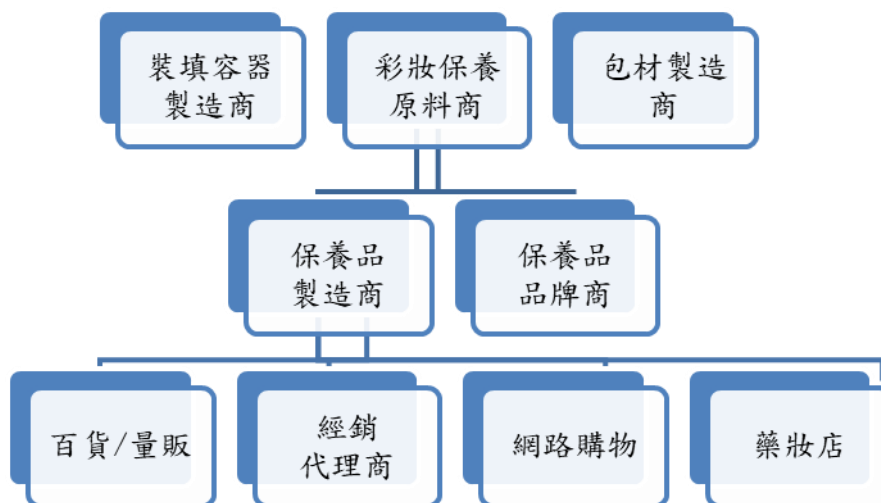 裝填容器
製造商
彩妝保養
原料商
包材製造
商
保養品
製造商
保養品
品牌商
百貨/量販
經銷
代理商
網路購物
藥妝店